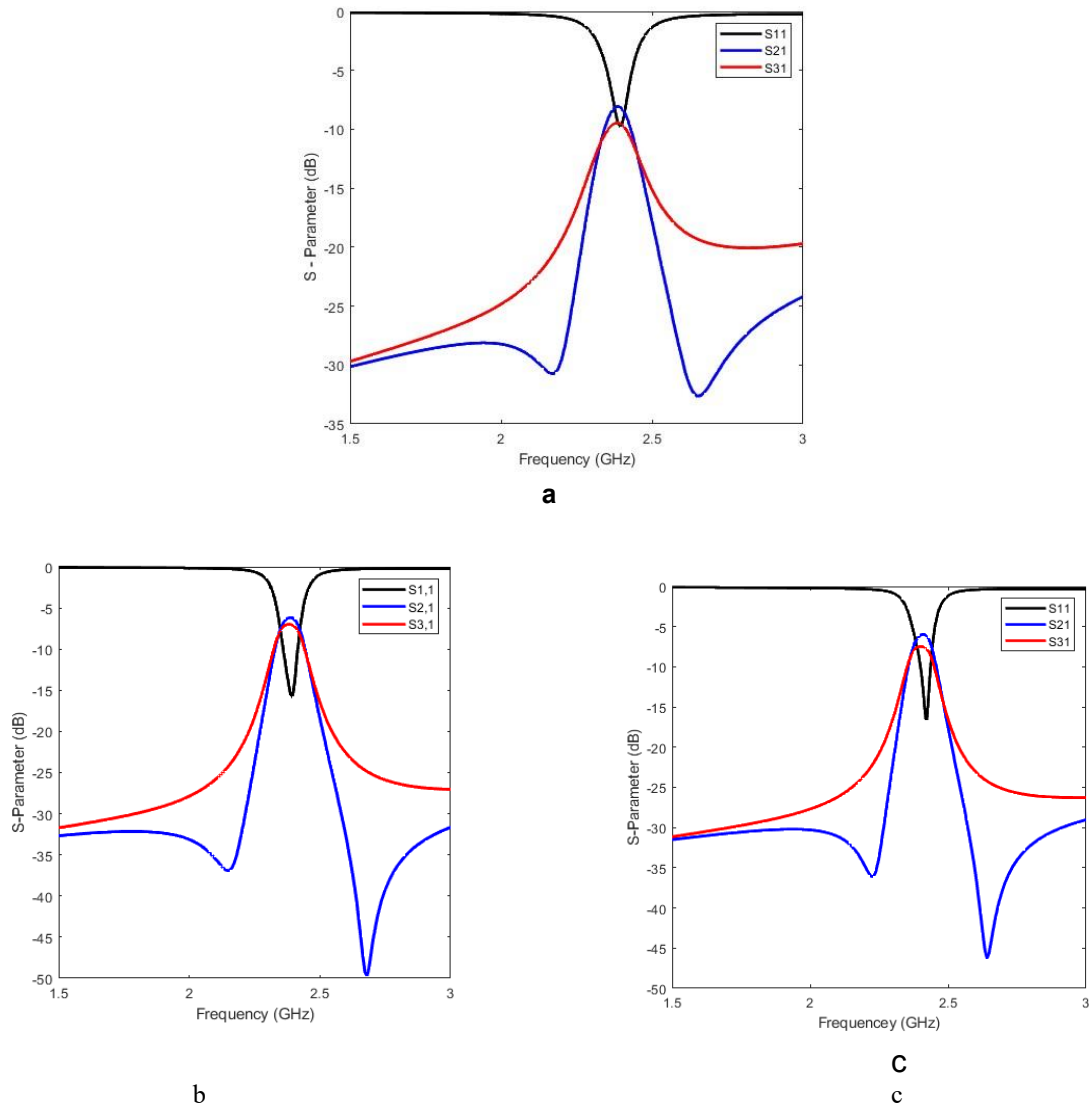 0
-5
-10
-15
-20
-25
-30
-35
S - Parameter (dB)
S11
S21
S31
1.5
2
2.5
3
Frequency (GHz)
a
0
-5
-10
-15
-20
-25
-30
-35
-40
-45
-50
S-Parameter (dB)
S1,1
S2,1
S3,1
1.5
2
2.5
3
Frequency (GHz)
b
0
-5
-10
-15
-20
-25
-30
-35
-40
-45
-50
S-Parameter (dB)
S11
S21
S31
1.5
2
2.5
3
Frequencey (GHz)
C
c